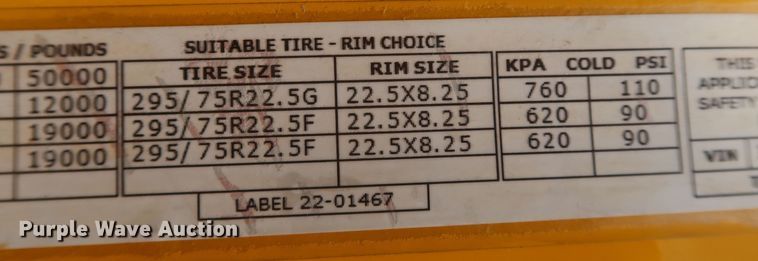 / POUNDS SUITABLE TIRE - RIM CHOICE THIS
TIRE SIZE RIM SIZE KPA COLD PSI
50000 SAFETY
12000 295/ 75R22.5G 22.5X8.25 760 110
19000 295/ 75R22.5F 22.5X8.25 620 90
19000 295/ 75R22.5F 22.5X8.25 620 90
VIN
LABEL 22-01467
Purple Wave Auction